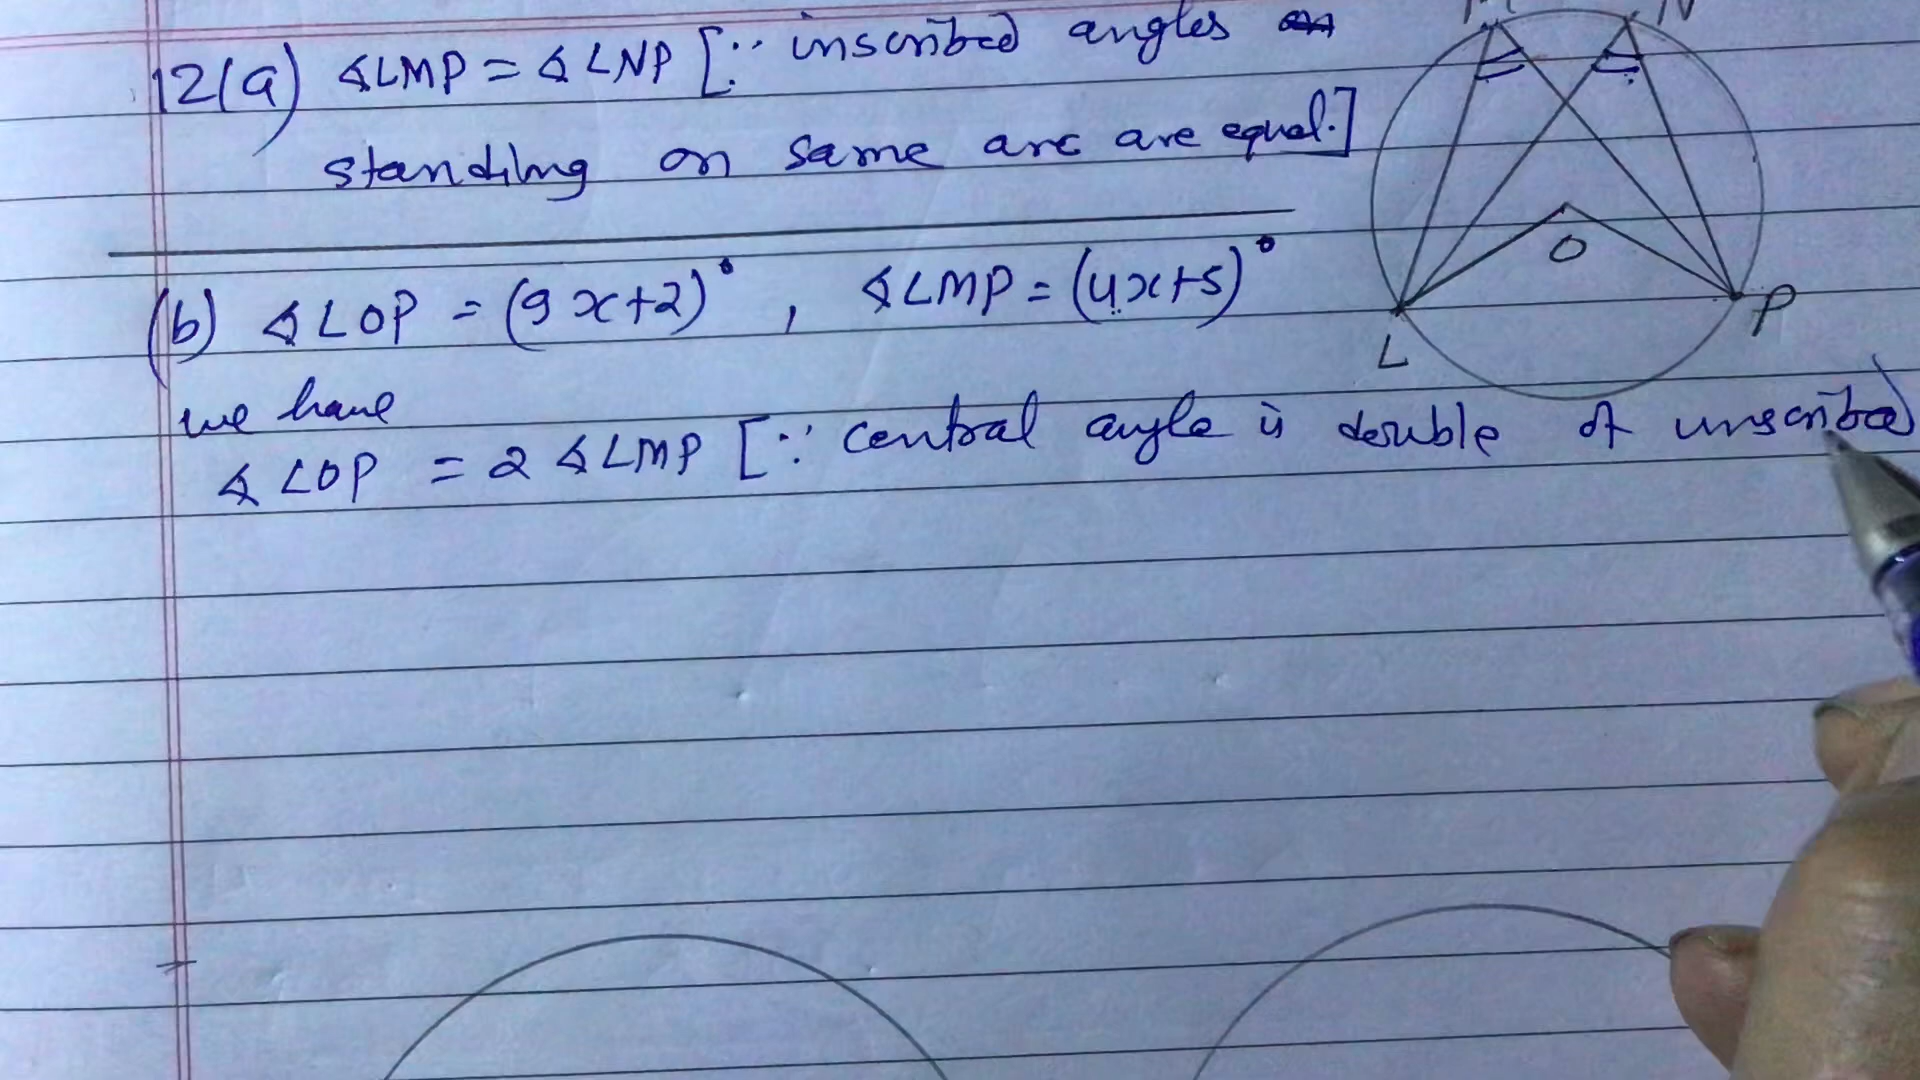 12(a) ∡LMP = ∡LNP [∵ inscribed angles
standing on same arc are equal.]
M N
O
L P
(b) ∡LOP = (9x+2)°, ∡LMP = (4x+5)°
we have
∡LOP = 2∡LMP [∵ central angle is double of inscribed